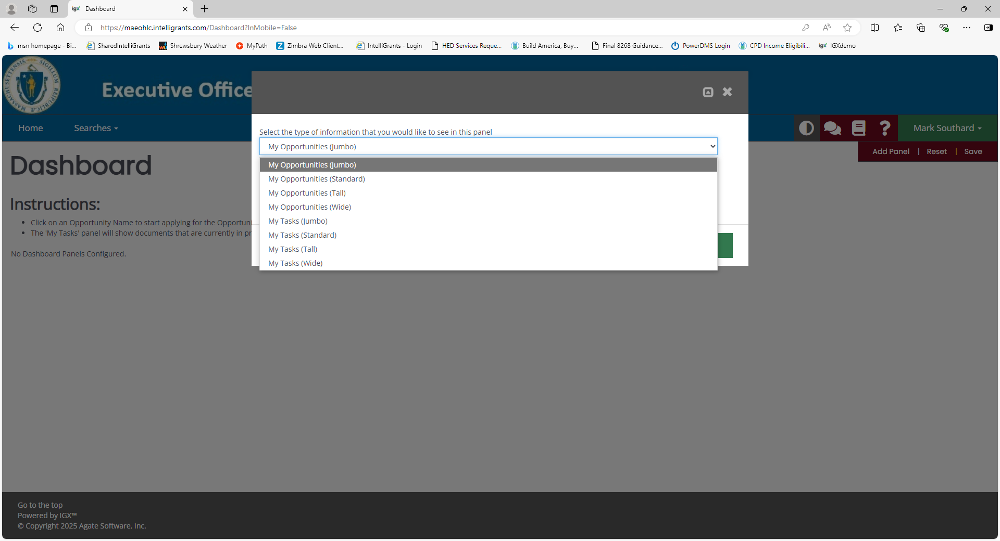 igx Dashboard
https://maeohlc.intelligrants.com/Dashboard?InMobile=False
msn homepage - Bi... SharedIntelliGrants Shrewsbury Weather MyPath Zimbra Web Client... IntelliGrants - Login HED Services Reque... Build America, Buy... Final 8268 Guidance... PowerDMS Login CPD Income Eligibili... igx IGXdemo
Executive Office
Home Searches Mark Southard
Add Panel | Reset | Save
Select the type of information that you would like to see in this panel
My Opportunities (Jumbo)
My Opportunities (Jumbo)
My Opportunities (Standard)
My Opportunities (Tall)
My Opportunities (Wide)
My Tasks (Jumbo)
My Tasks (Standard)
My Tasks (Tall)
My Tasks (Wide)
Dashboard
Instructions:
Click on an Opportunity Name to start applying for the Opportuni
The 'My Tasks' panel will show documents that are currently in pr
No Dashboard Panels Configured.
Go to the top
Powered by IGX™
© Copyright 2025 Agate Software, Inc.